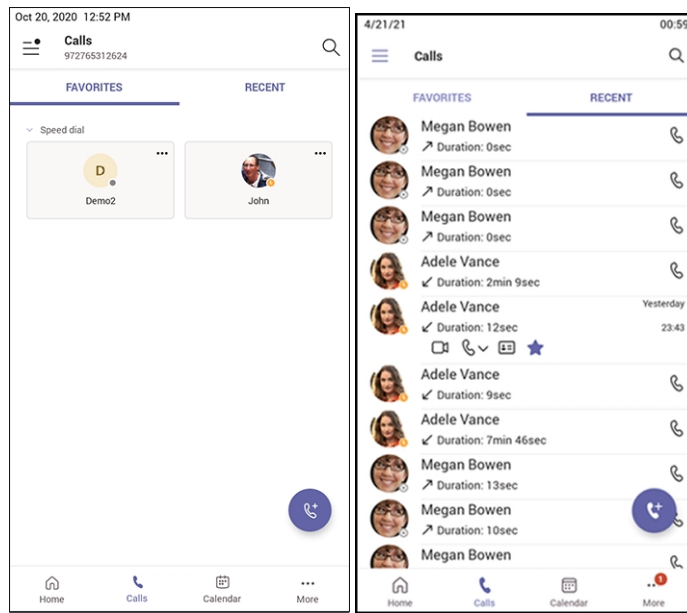 Oct 20, 2020 12:52 PM
Calls
972765312624
FAVORITES RECENT
Speed dial
D
Demo2 John
Home Calls Calendar More
4/21/21 00:59
Calls
FAVORITES RECENT
Megan Bowen
Duration: 0sec
Megan Bowen
Duration: 0sec
Megan Bowen
Duration: 0sec
Adele Vance
Duration: 2min 9sec
Adele Vance Yesterday
Duration: 12sec 23:43
Adele Vance
Duration: 9sec
Adele Vance
Duration: 7min 46sec
Megan Bowen
Duration: 13sec
Megan Bowen
Duration: 10sec
Megan Bowen
1
Home Calls Calendar More